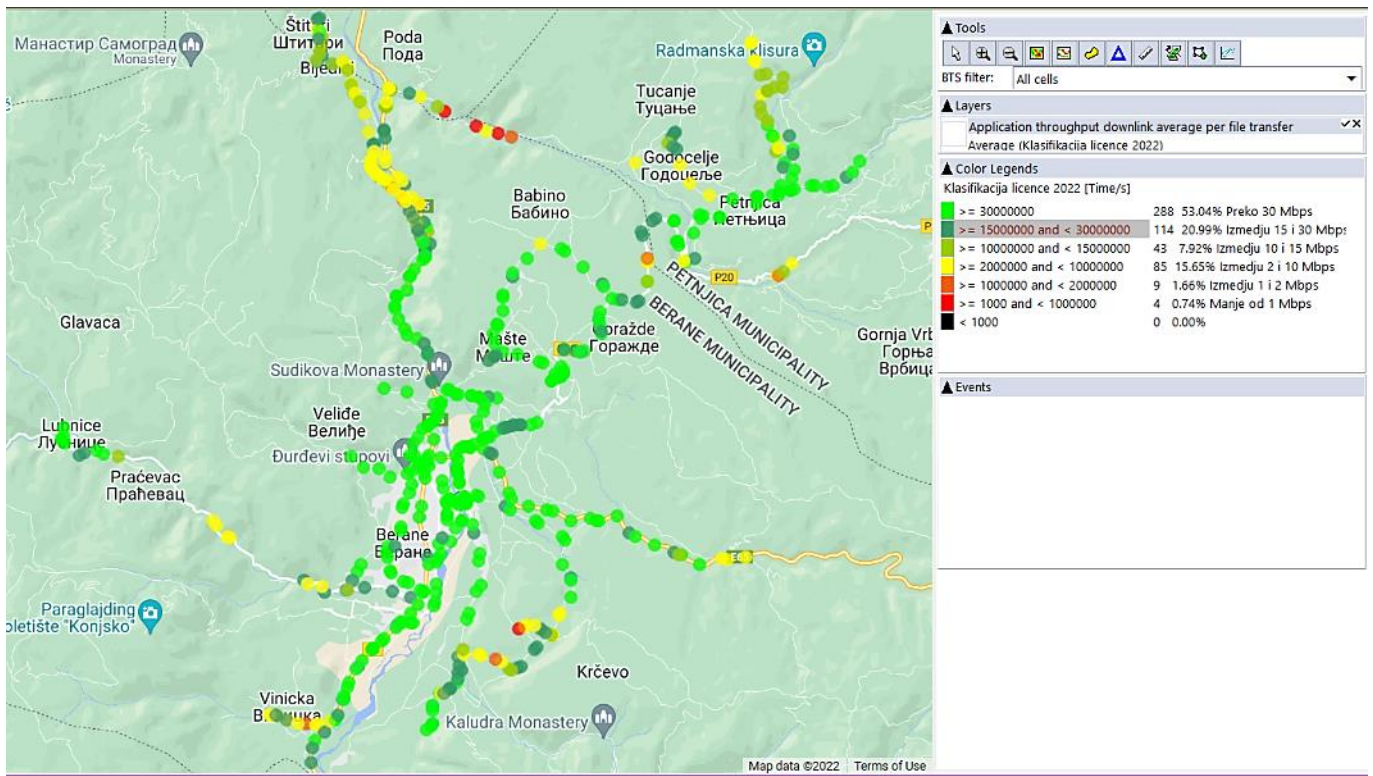 Štitari
Штитари
Bijedni
Poda
Пода
Манастир Самоград
Monastery
Radmanska klisura
Tucanje
Туцање
Godocelje
Годочеље
Babino
Бабино
Petnjica
Петњица
P20
PETNJICA MUNICIPALITY
BERANE MUNICIPALITY
Glavaca
Mašte
Маште
Goražde
Горажде
Gornja Vrb
Горња
Врбица
Sudikova Monastery
Lubnice
Лубнице
Veliđe
Велиђе
Đurđevi stupovi
Praćevac
Праћевац
Berane
Беране
E65
Paraglajding
oletište "Konjsko"
Krčevo
Vinicka
Виницка
Kaludra Monastery
Map data ©2022
Terms of Use
Tools
BTS filter:
All cells
Layers
Application throughput downlink average per file transfer
Average (Klasifikacija licence 2022)
Color Legends
Klasifikacija licence 2022 [Time/s]
>= 30000000 288 53.04% Preko 30 Mbps
>= 15000000 and < 30000000 114 20.99% Izmedju 15 i 30 Mbps
>= 10000000 and < 15000000 43 7.92% Izmedju 10 i 15 Mbps
>= 2000000 and < 10000000 85 15.65% Izmedju 2 i 10 Mbps
>= 1000000 and < 2000000 9 1.66% Izmedju 1 i 2 Mbps
>= 1000 and < 1000000 4 0.74% Manje od 1 Mbps
< 1000 0 0.00%
Events